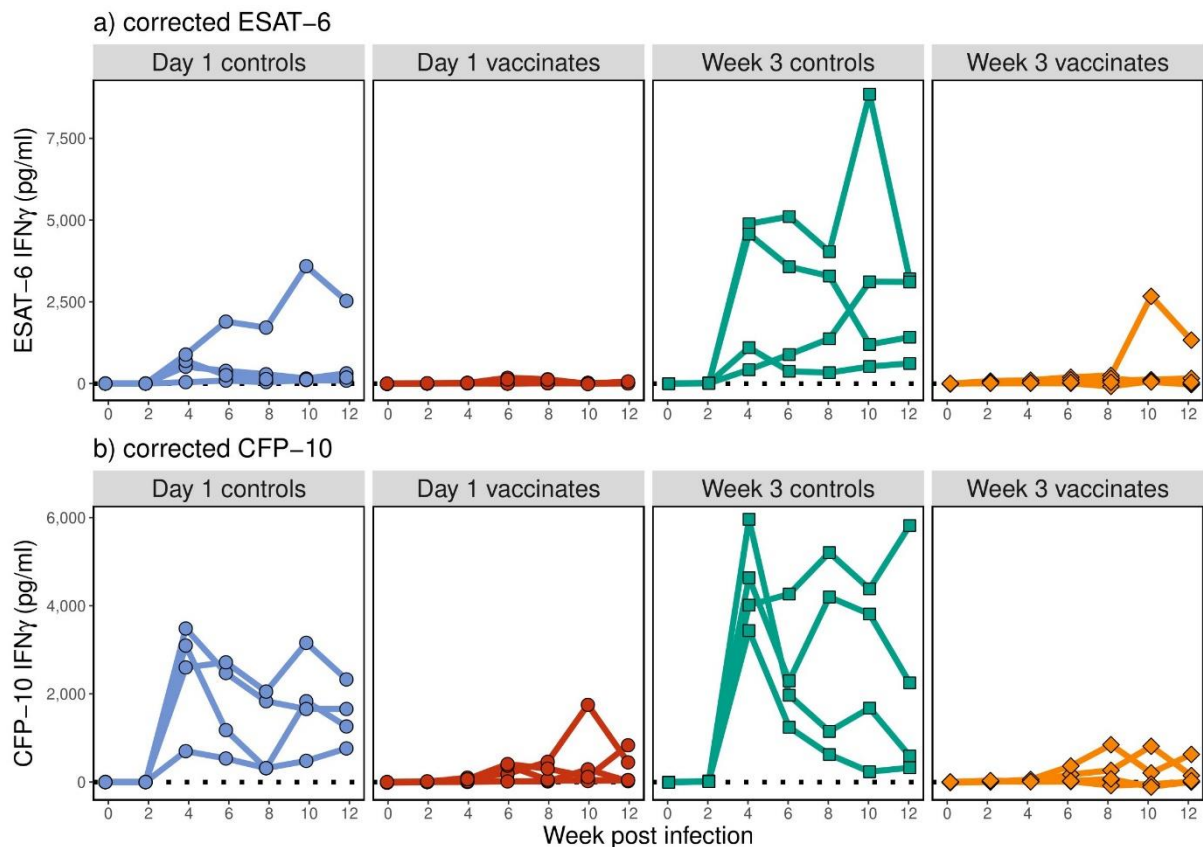 a) corrected ESAT−6
Day 1 controls
Day 1 vaccinates
Week 3 controls
Week 3 vaccinates
ESAT−6 IFNγ (pg/ml)
7,500
5,000
2,500
0
0 2 4 6 8 10 12
0 2 4 6 8 10 12
0 2 4 6 8 10 12
0 2 4 6 8 10 12
b) corrected CFP−10
Day 1 controls
Day 1 vaccinates
Week 3 controls
Week 3 vaccinates
CFP−10 IFNγ (pg/ml)
6,000
4,000
2,000
0
0 2 4 6 8 10 12
0 2 4 6 8 10 12
0 2 4 6 8 10 12
0 2 4 6 8 10 12
Week post infection